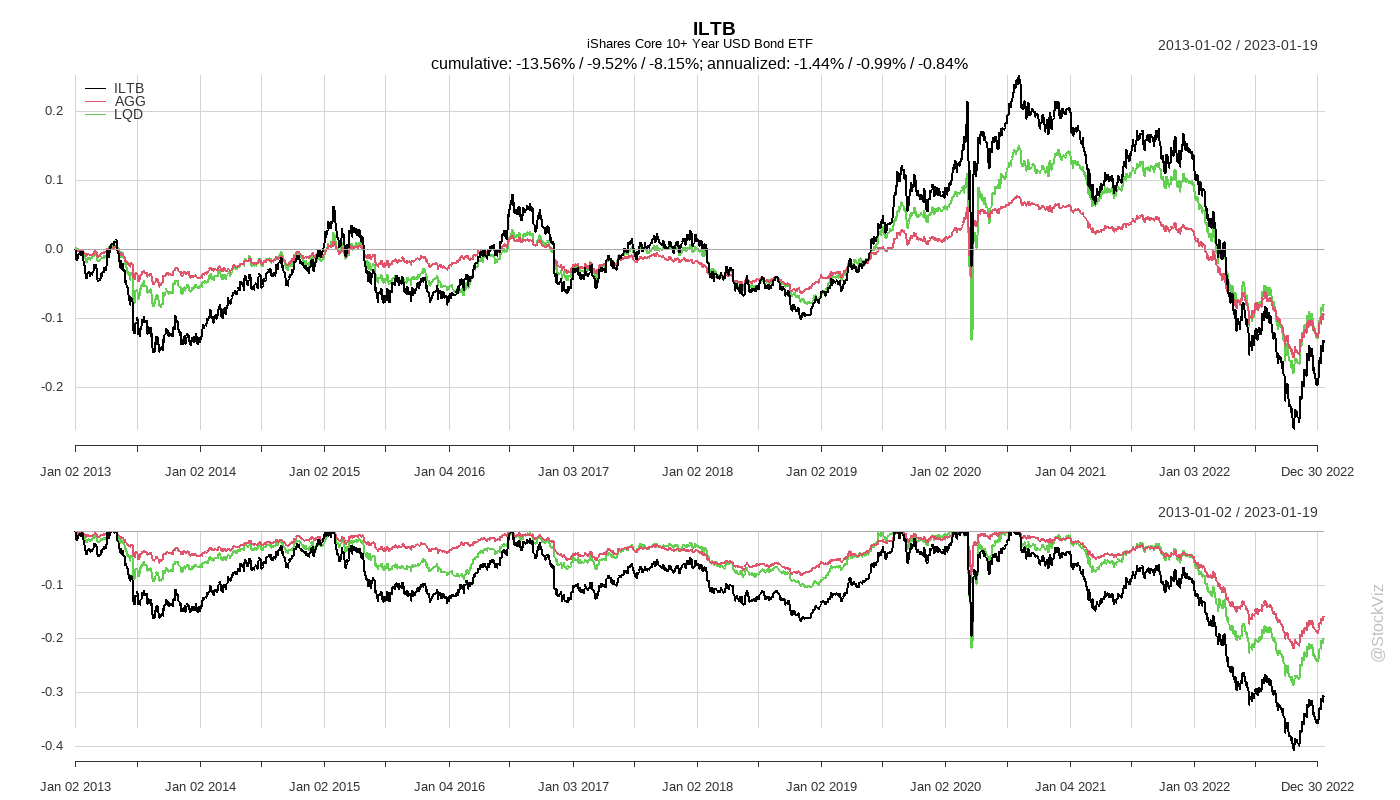 ILTB
iShares Core 10+ Year USD Bond ETF
2013-01-02 / 2023-01-19
cumulative: -13.56% / -9.52% / -8.15%; annualized: -1.44% / -0.99% / -0.84%
ILTB
AGG
LQD
0.2
0.1
0.0
-0.1
-0.2
Jan 02 2013 Jan 02 2014 Jan 02 2015 Jan 04 2016 Jan 03 2017 Jan 02 2018 Jan 02 2019 Jan 02 2020 Jan 04 2021 Jan 03 2022 Dec 30 2022
2013-01-02 / 2023-01-19
-0.1
-0.2
-0.3
-0.4
Jan 02 2013 Jan 02 2014 Jan 02 2015 Jan 04 2016 Jan 03 2017 Jan 02 2018 Jan 02 2019 Jan 02 2020 Jan 04 2021 Jan 03 2022 Dec 30 2022
@StockViz